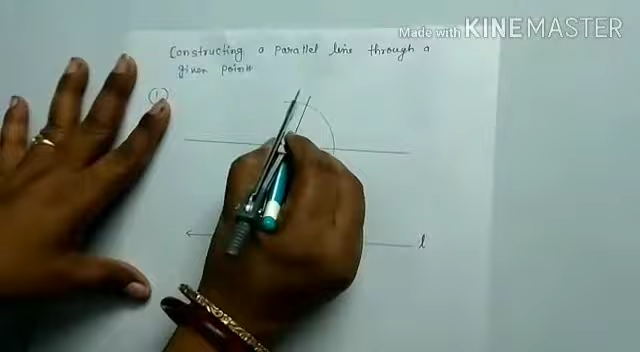 Made with KINEMASTER
Constructing a parallel line through a
given point
1.
l